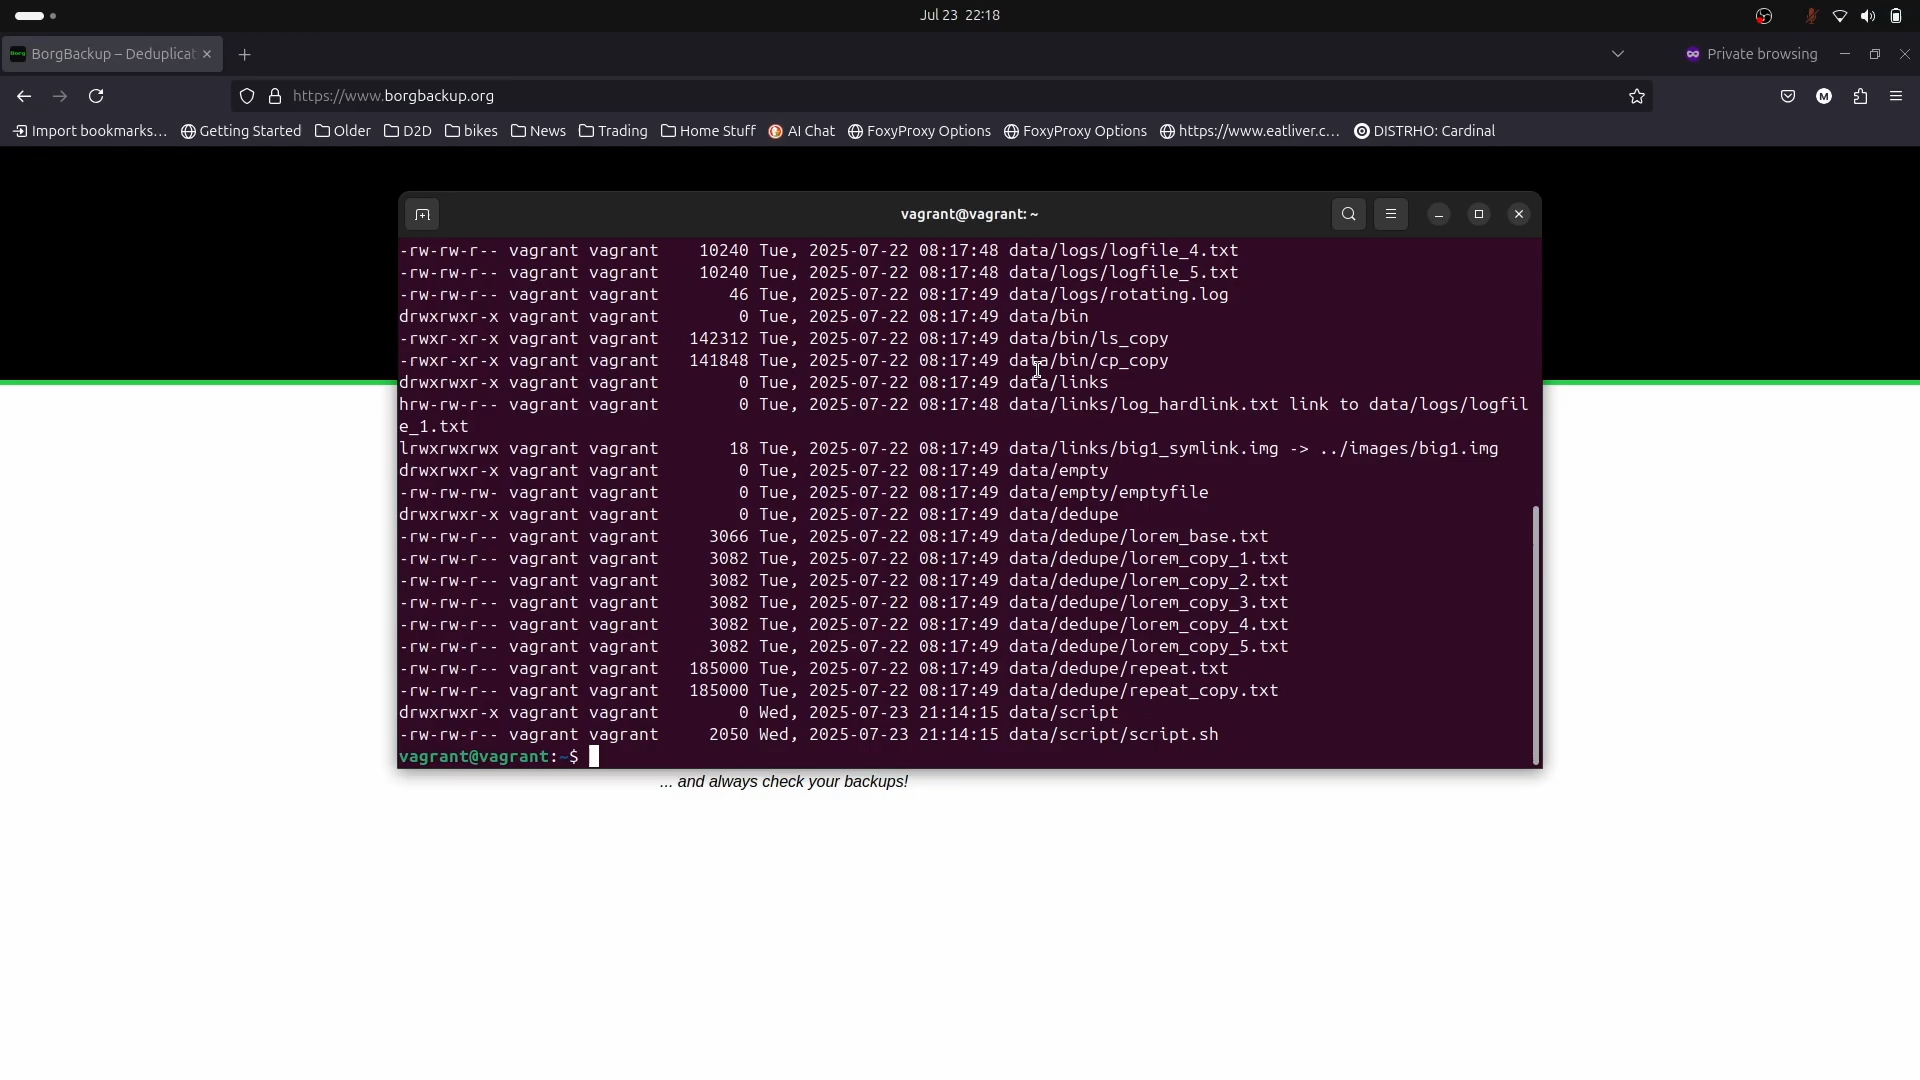 Jul 23 22:18
BorgBackup – Deduplicat
Private browsing
https://www.borgbackup.org
M
Import bookmarks…
Getting Started
Older
D2D
bikes
News
Trading
Home Stuff
AI Chat
FoxyProxy Options
FoxyProxy Options
https://www.eatliver.c…
DISTRHO: Cardinal
vagrant@vagrant: ~
-rw-rw-r-- vagrant vagrant    10240 Tue, 2025-07-22 08:17:48 data/logs/logfile_4.txt
-rw-rw-r-- vagrant vagrant    10240 Tue, 2025-07-22 08:17:48 data/logs/logfile_5.txt
-rw-rw-r-- vagrant vagrant       46 Tue, 2025-07-22 08:17:49 data/logs/rotating.log
drwxrwxr-x vagrant vagrant        0 Tue, 2025-07-22 08:17:49 data/bin
-rwxr-xr-x vagrant vagrant   142312 Tue, 2025-07-22 08:17:49 data/bin/ls_copy
-rwxr-xr-x vagrant vagrant   141848 Tue, 2025-07-22 08:17:49 data/bin/cp_copy
drwxrwxr-x vagrant vagrant        0 Tue, 2025-07-22 08:17:49 data/links
hrw-rw-r-- vagrant vagrant        0 Tue, 2025-07-22 08:17:48 data/links/log_hardlink.txt link to data/logs/logfil
e_1.txt
lrwxrwxrwx vagrant vagrant       18 Tue, 2025-07-22 08:17:49 data/links/big1_symlink.img -> ../images/big1.img
drwxrwxr-x vagrant vagrant        0 Tue, 2025-07-22 08:17:49 data/empty
-rw-rw-rw- vagrant vagrant        0 Tue, 2025-07-22 08:17:49 data/empty/emptyfile
drwxrwxr-x vagrant vagrant        0 Tue, 2025-07-22 08:17:49 data/dedupe
-rw-rw-r-- vagrant vagrant     3066 Tue, 2025-07-22 08:17:49 data/dedupe/lorem_base.txt
-rw-rw-r-- vagrant vagrant     3082 Tue, 2025-07-22 08:17:49 data/dedupe/lorem_copy_1.txt
-rw-rw-r-- vagrant vagrant     3082 Tue, 2025-07-22 08:17:49 data/dedupe/lorem_copy_2.txt
-rw-rw-r-- vagrant vagrant     3082 Tue, 2025-07-22 08:17:49 data/dedupe/lorem_copy_3.txt
-rw-rw-r-- vagrant vagrant     3082 Tue, 2025-07-22 08:17:49 data/dedupe/lorem_copy_4.txt
-rw-rw-r-- vagrant vagrant     3082 Tue, 2025-07-22 08:17:49 data/dedupe/lorem_copy_5.txt
-rw-rw-r-- vagrant vagrant   185000 Tue, 2025-07-22 08:17:49 data/dedupe/repeat.txt
-rw-rw-r-- vagrant vagrant   185000 Tue, 2025-07-22 08:17:49 data/dedupe/repeat_copy.txt
drwxrwxr-x vagrant vagrant        0 Wed, 2025-07-23 21:14:15 data/script
-rw-rw-r-- vagrant vagrant     2050 Wed, 2025-07-23 21:14:15 data/script/script.sh
vagrant@vagrant:~$
... and always check your backups!